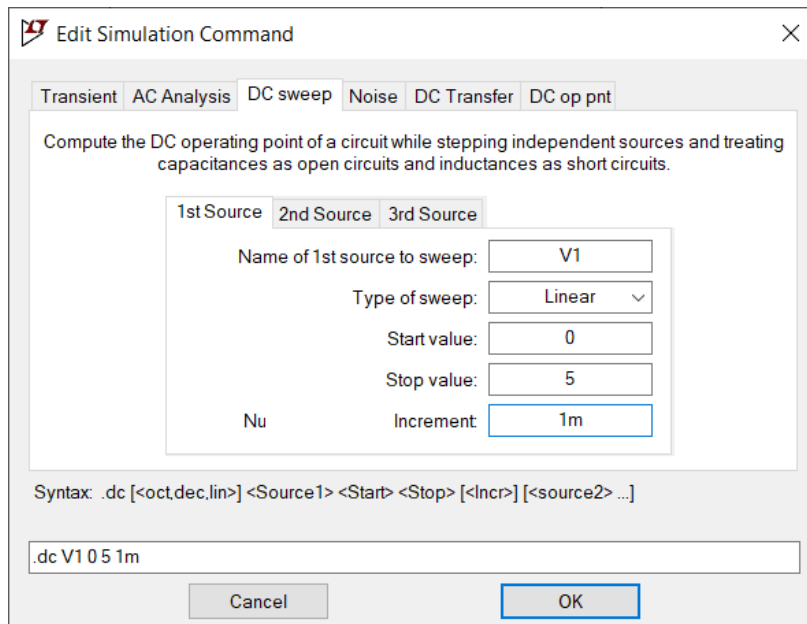 Edit Simulation Command
Transient AC Analysis DC sweep Noise DC Transfer DC op pnt
Compute the DC operating point of a circuit while stepping independent sources and treating
capacitances as open circuits and inductances as short circuits.
1st Source 2nd Source 3rd Source
Name of 1st source to sweep: V1
Type of sweep: Linear
Start value: 0
Stop value: 5
Nu Increment: 1m
Syntax: .dc [<oct,dec,lin>] <Source1> <Start> <Stop> [<Incr>] [<source2> ...]
.dc V1 0 5 1m
Cancel OK